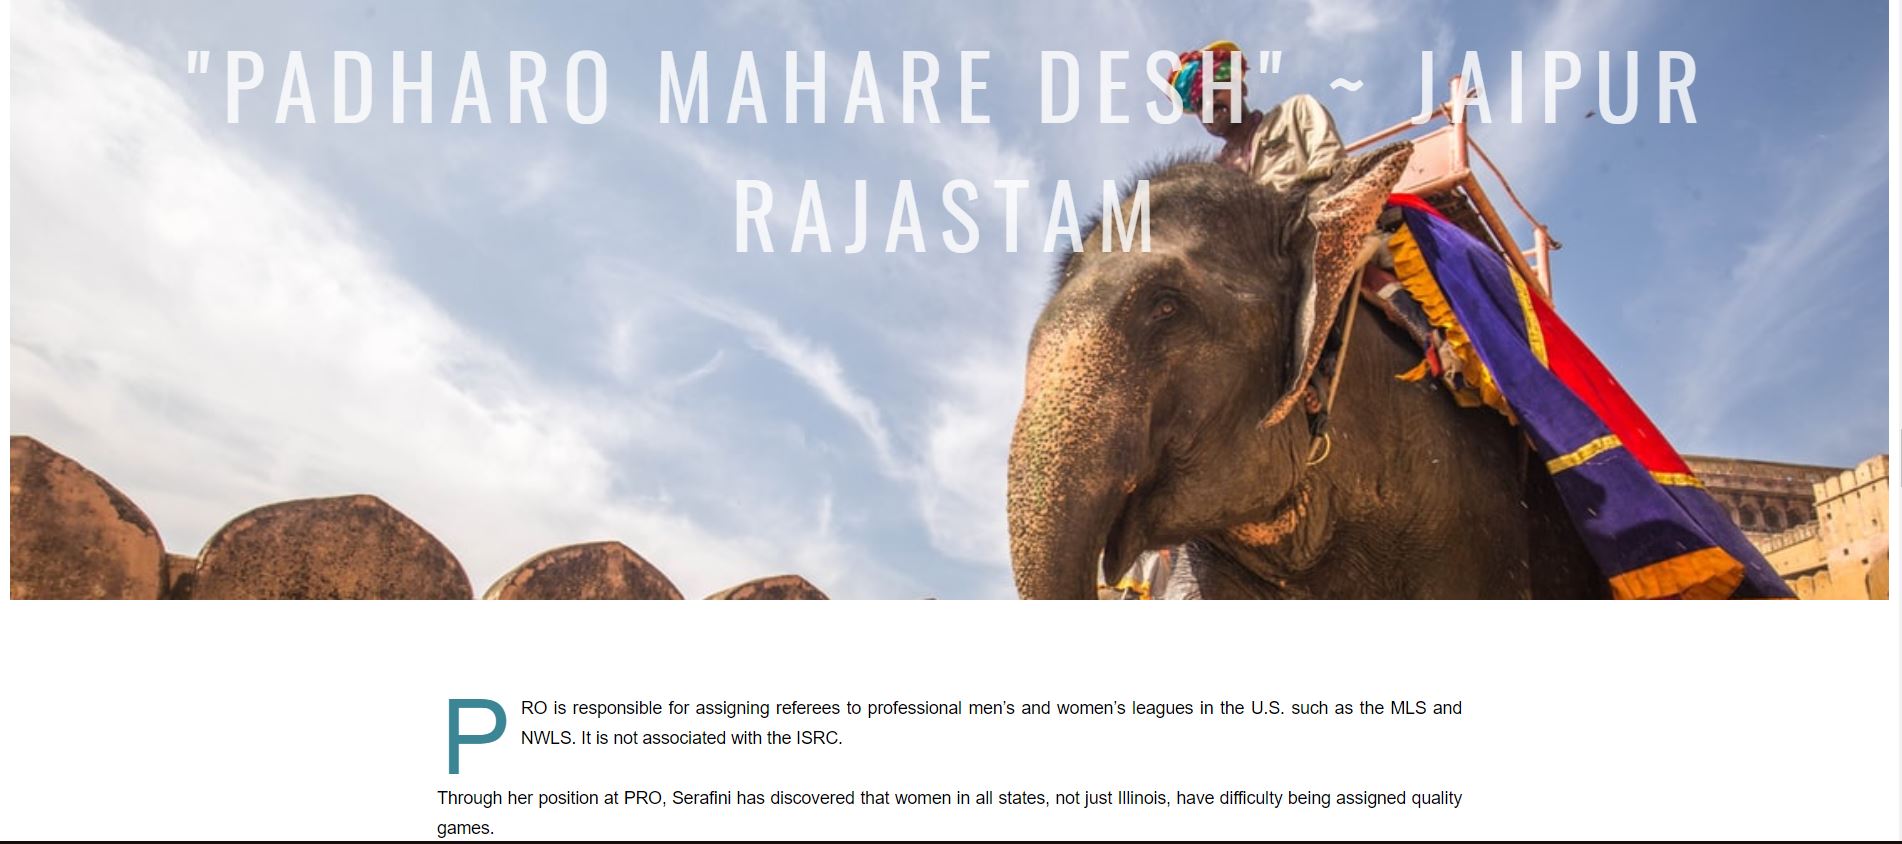 "PADHARO MAHARE DESH" ~ JAIPUR
RAJASTAM
PRO is responsible for assigning referees to professional men’s and women’s leagues in the U.S. such as the MLS and
NWLS. It is not associated with the ISRC.
Through her position at PRO, Serafini has discovered that women in all states, not just Illinois, have difficulty being assigned quality
games.